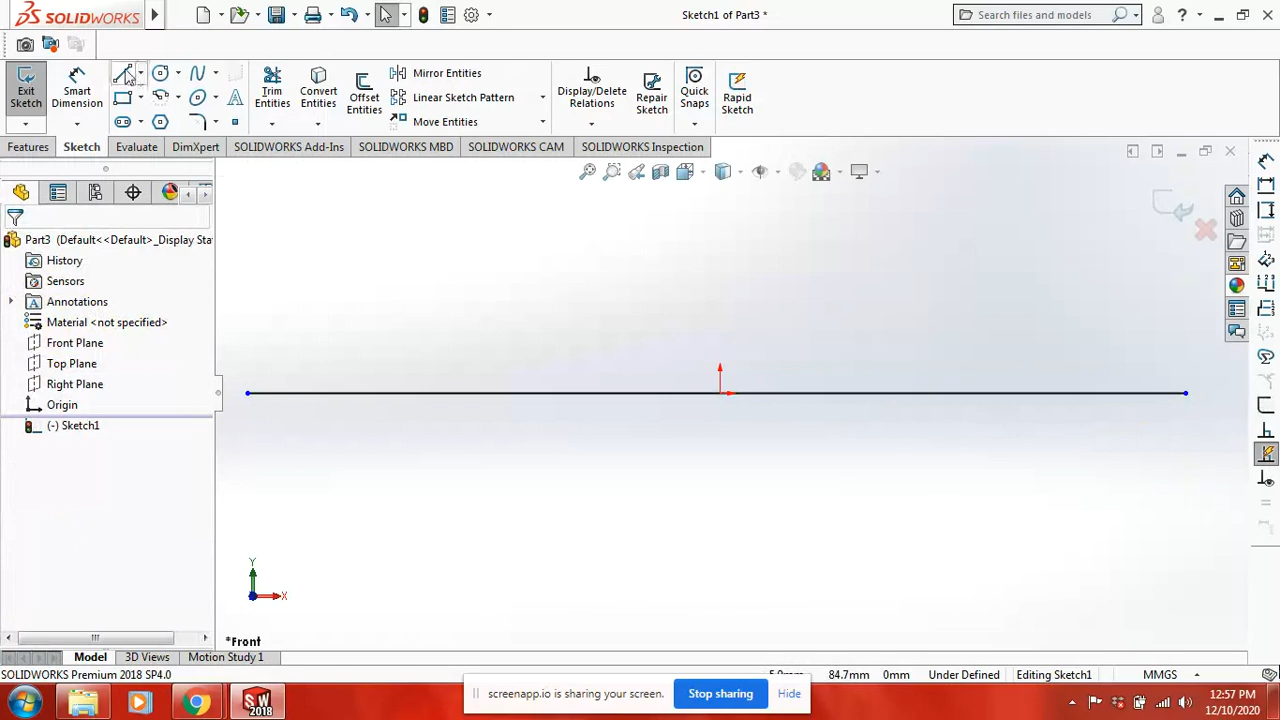 SOLIDWORKS
Sketch1 of Part3 *
Search files and models
?
Exit Sketch
Smart Dimension
Trim Entities
Convert Entities
Offset Entities
Mirror Entities
Linear Sketch Pattern
Move Entities
Display/Delete Relations
Repair Sketch
Quick Snaps
Rapid Sketch
Features
Sketch
Evaluate
DimXpert
SOLIDWORKS Add-Ins
SOLIDWORKS MBD
SOLIDWORKS CAM
SOLIDWORKS Inspection
Part3 (Default<<Default>_Display Sta
History
Sensors
Annotations
Material <not specified>
Front Plane
Top Plane
Right Plane
Origin
(-) Sketch1
Y
X
*Front
Model
3D Views
Motion Study 1
SOLIDWORKS Premium 2018 SP4.0
84.7mm
0mm
Under Defined
Editing Sketch1
MMGS
screenapp.io is sharing your screen.
Stop sharing
Hide
SW
2018
12:57 PM
12/10/2020